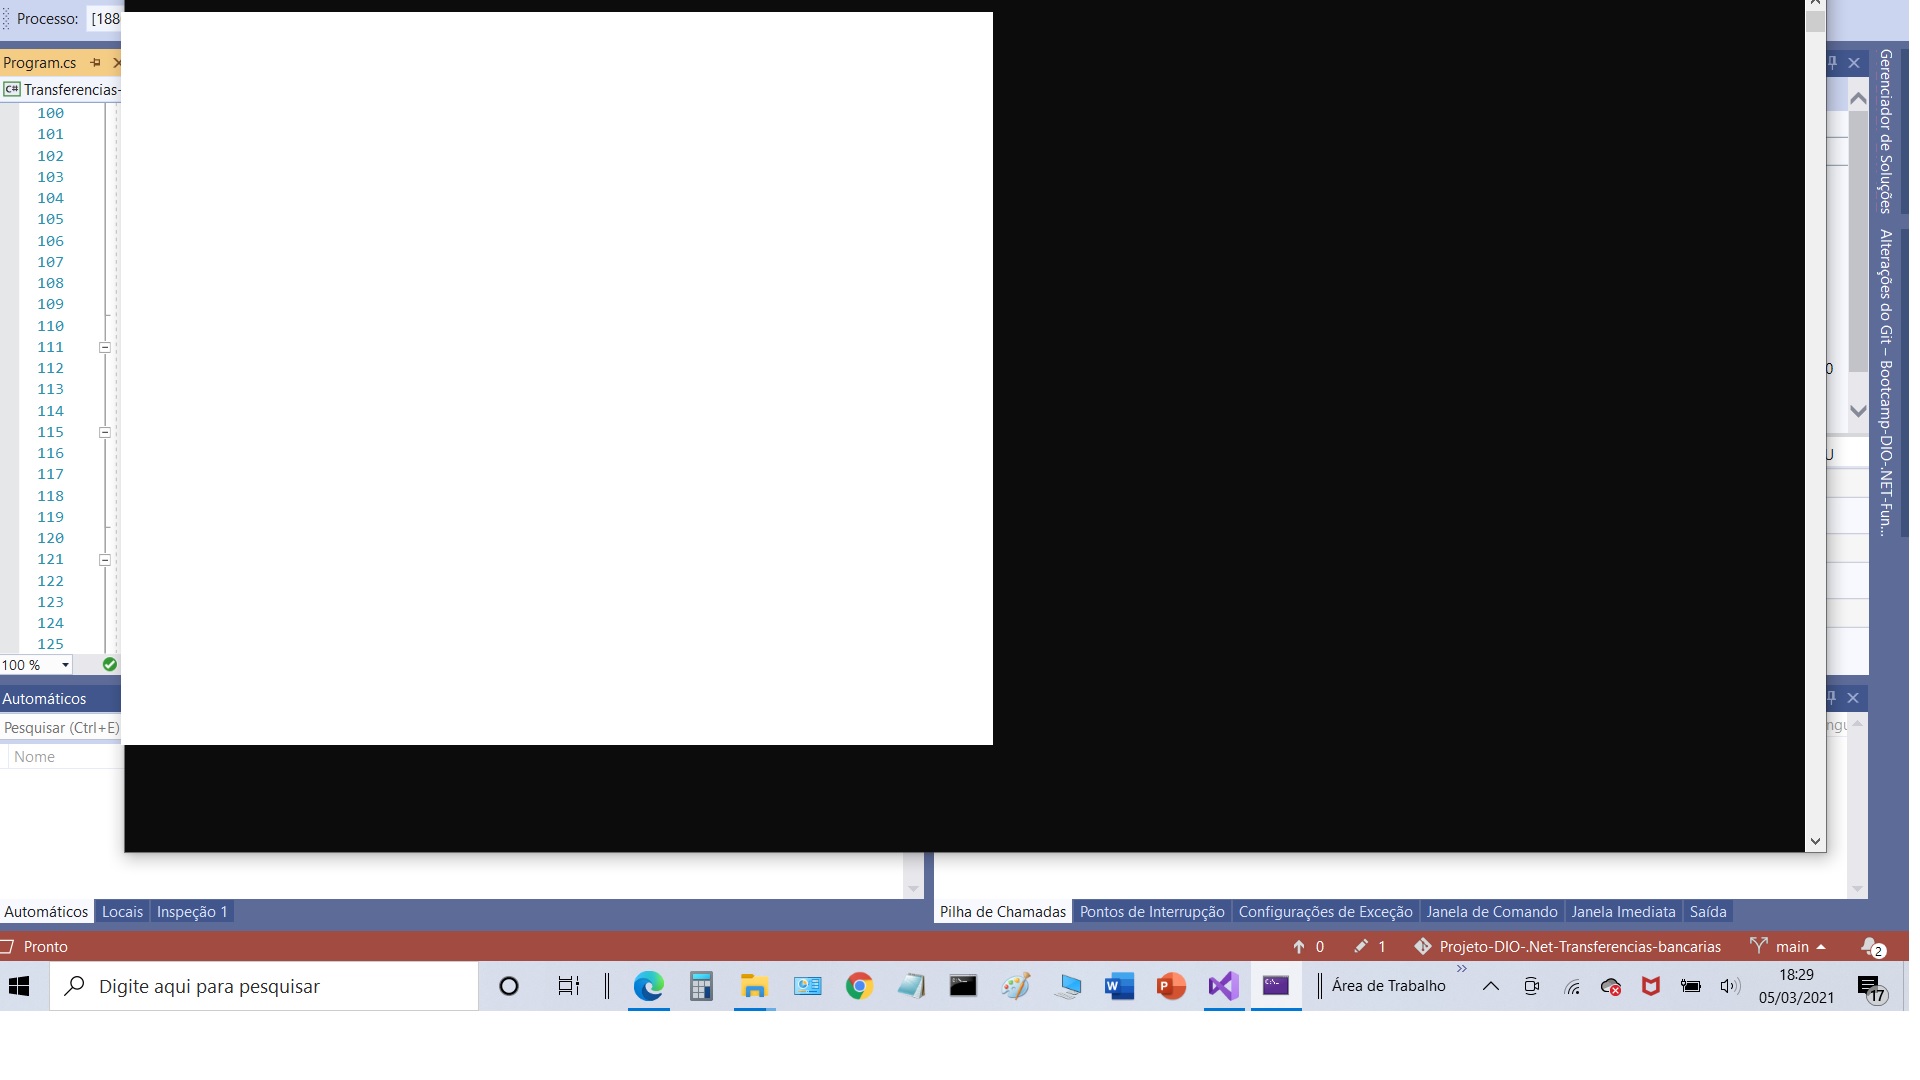 Processo: [188
Program.cs
C# Transferencias-
100
101
102
103
104
105
106
107
108
109
110
111
112
113
114
115
116
117
118
119
120
121
122
123
124
125
100 %
Automáticos
Pesquisar (Ctrl+E)
Nome
Gerenciador de Soluções
Alterações do Git – Bootcamp-DIO-.NET-Fun...
Automáticos Locais Inspeção 1
Pilha de Chamadas Pontos de Interrupção Configurações de Exceção Janela de Comando Janela Imediata Saída
Pronto
0 1 Projeto-DIO-.Net-Transferencias-bancarias main 2
Digite aqui para pesquisar
Área de Trabalho
18:29
05/03/2021
17